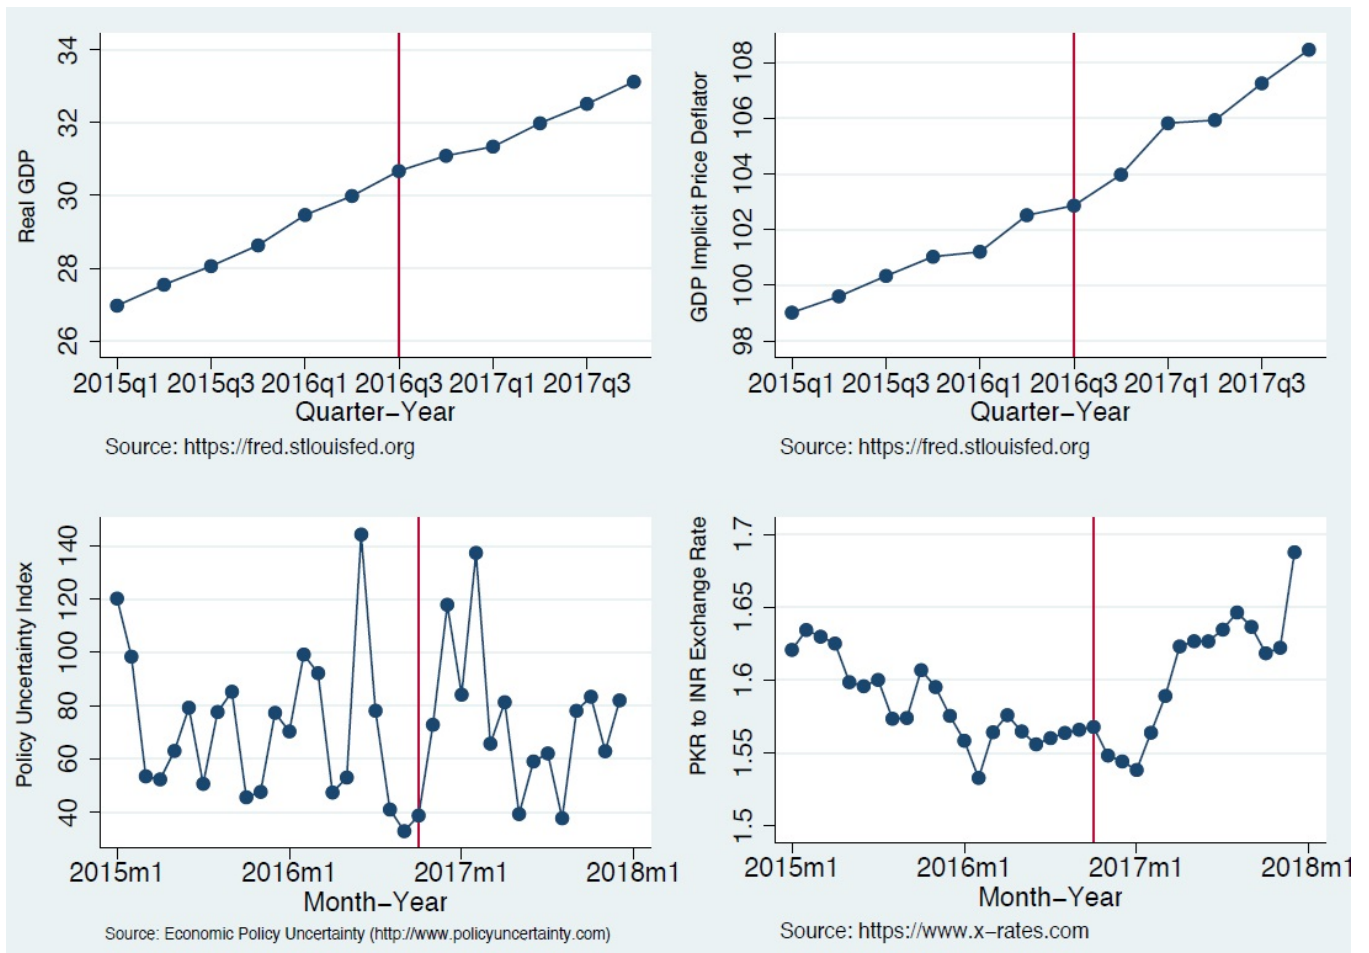 Real GDP
34
32
30
28
26
2015q1 2015q3 2016q1 2016q3 2017q1 2017q3
Quarter–Year
Source: https://fred.stlouisfed.org
GDP Implicit Price Deflator
108
106
104
102
100
98
2015q1 2015q3 2016q1 2016q3 2017q1 2017q3
Quarter–Year
Source: https://fred.stlouisfed.org
Policy Uncertainty Index
140
120
100
80
60
40
2015m1 2016m1 2017m1 2018m1
Month–Year
Source: Economic Policy Uncertainty (http://www.policyuncertainty.com)
PKR to INR Exchange Rate
1.7
1.65
1.6
1.55
1.5
2015m1 2016m1 2017m1 2018m1
Month–Year
Source: https://www.x–rates.com